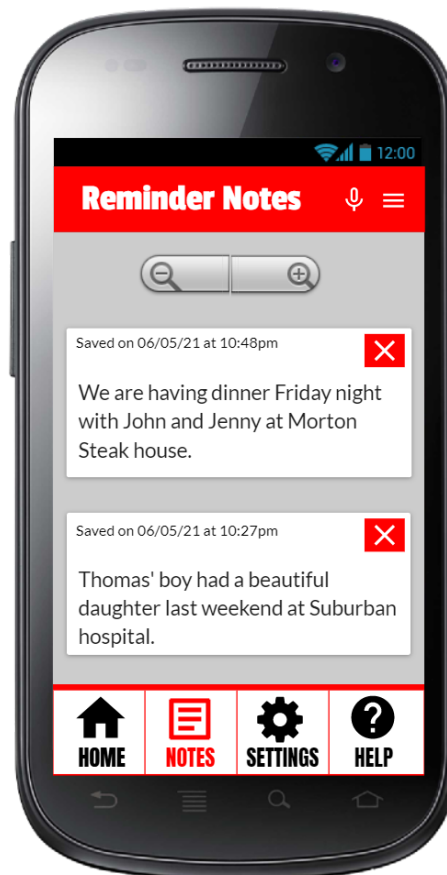 12:00
Reminder Notes
Saved on 06/05/21 at 10:48pm
We are having dinner Friday night
with John and Jenny at Morton
Steak house.
Saved on 06/05/21 at 10:27pm
Thomas' boy had a beautiful
daughter last weekend at Suburban
hospital.
HOME NOTES SETTINGS HELP